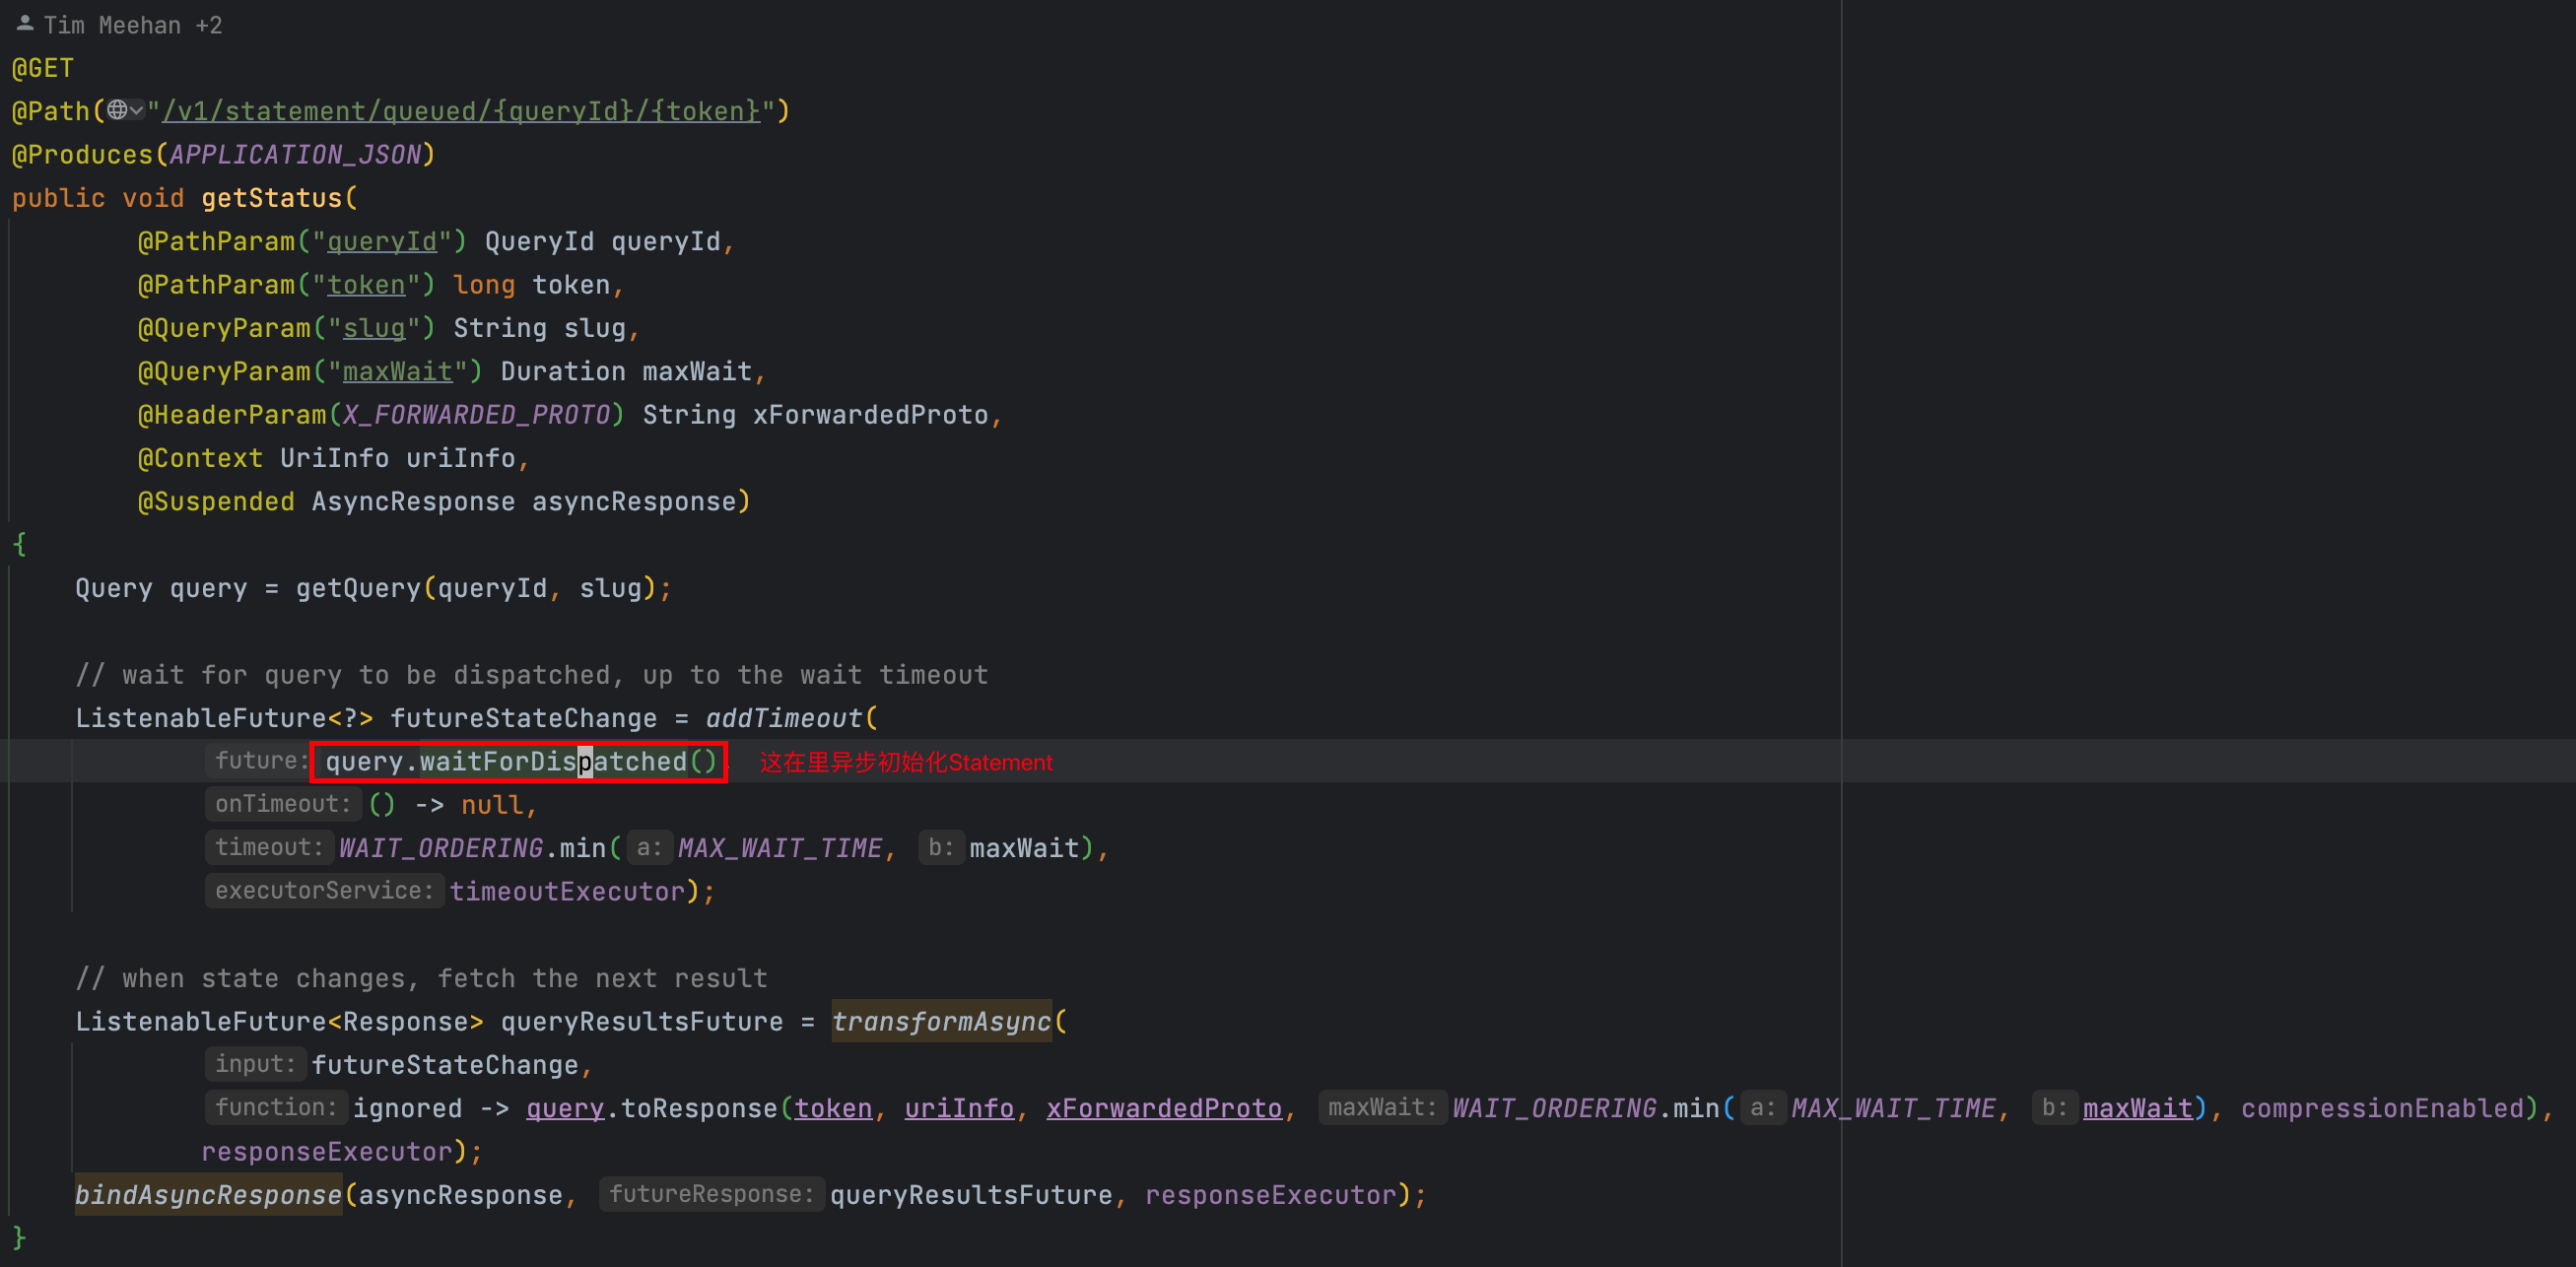 Tim Meehan +2
@GET
@Path("/v1/statement/queued/{queryId}/{token}")
@Produces(APPLICATION_JSON)
public void getStatus(
@PathParam("queryId") QueryId queryId,
@PathParam("token") long token,
@QueryParam("slug") String slug,
@QueryParam("maxWait") Duration maxWait,
@HeaderParam(X_FORWARDED_PROTO) String xForwardedProto,
@Context UriInfo uriInfo,
@Suspended AsyncResponse asyncResponse)
{
Query query = getQuery(queryId, slug);
// wait for query to be dispatched, up to the wait timeout
ListenableFuture<?> futureStateChange = addTimeout(
future: query.waitForDispatched() 这在里异步初始化Statement
onTimeout: () -> null,
timeout: WAIT_ORDERING.min( a: MAX_WAIT_TIME, b: maxWait),
executorService: timeoutExecutor);
// when state changes, fetch the next result
ListenableFuture<Response> queryResultsFuture = transformAsync(
input: futureStateChange,
function: ignored -> query.toResponse(token, uriInfo, xForwardedProto, maxWait: WAIT_ORDERING.min( a: MAX_WAIT_TIME, b: maxWait), compressionEnabled),
responseExecutor);
bindAsyncResponse(asyncResponse, futureResponse: queryResultsFuture, responseExecutor);
}